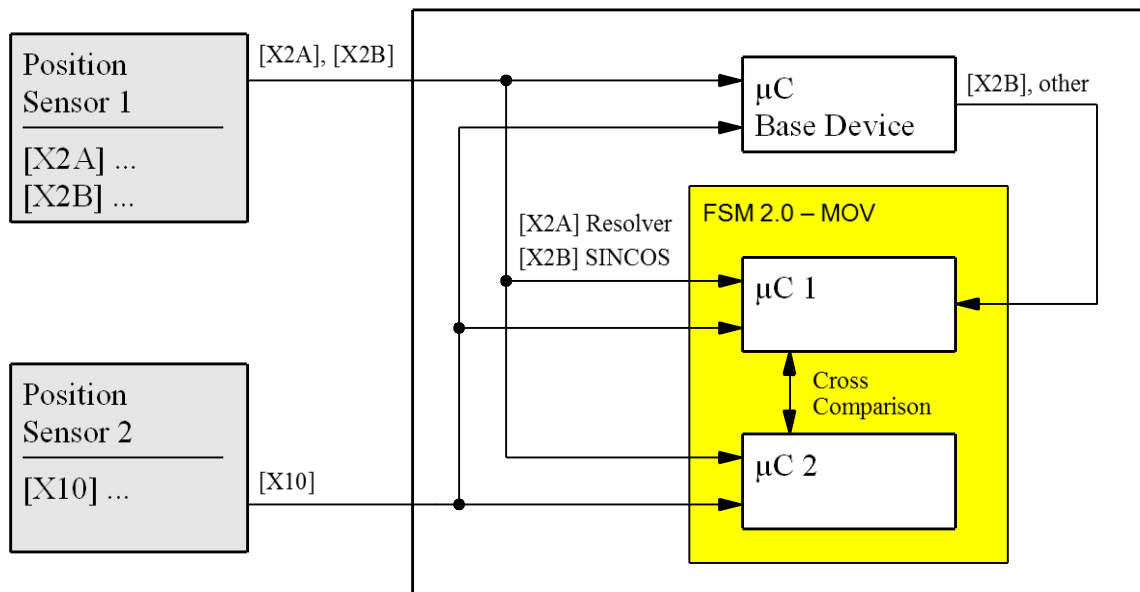 Position
Sensor 1
[X2A] ...
[X2B] ...
[X2A], [X2B]
µC
Base Device
[X2B], other
FSM 2.0 – MOV
[X2A] Resolver
[X2B] SINCOS
µC 1
Cross
Comparison
µC 2
Position
Sensor 2
[X10] ...
[X10]